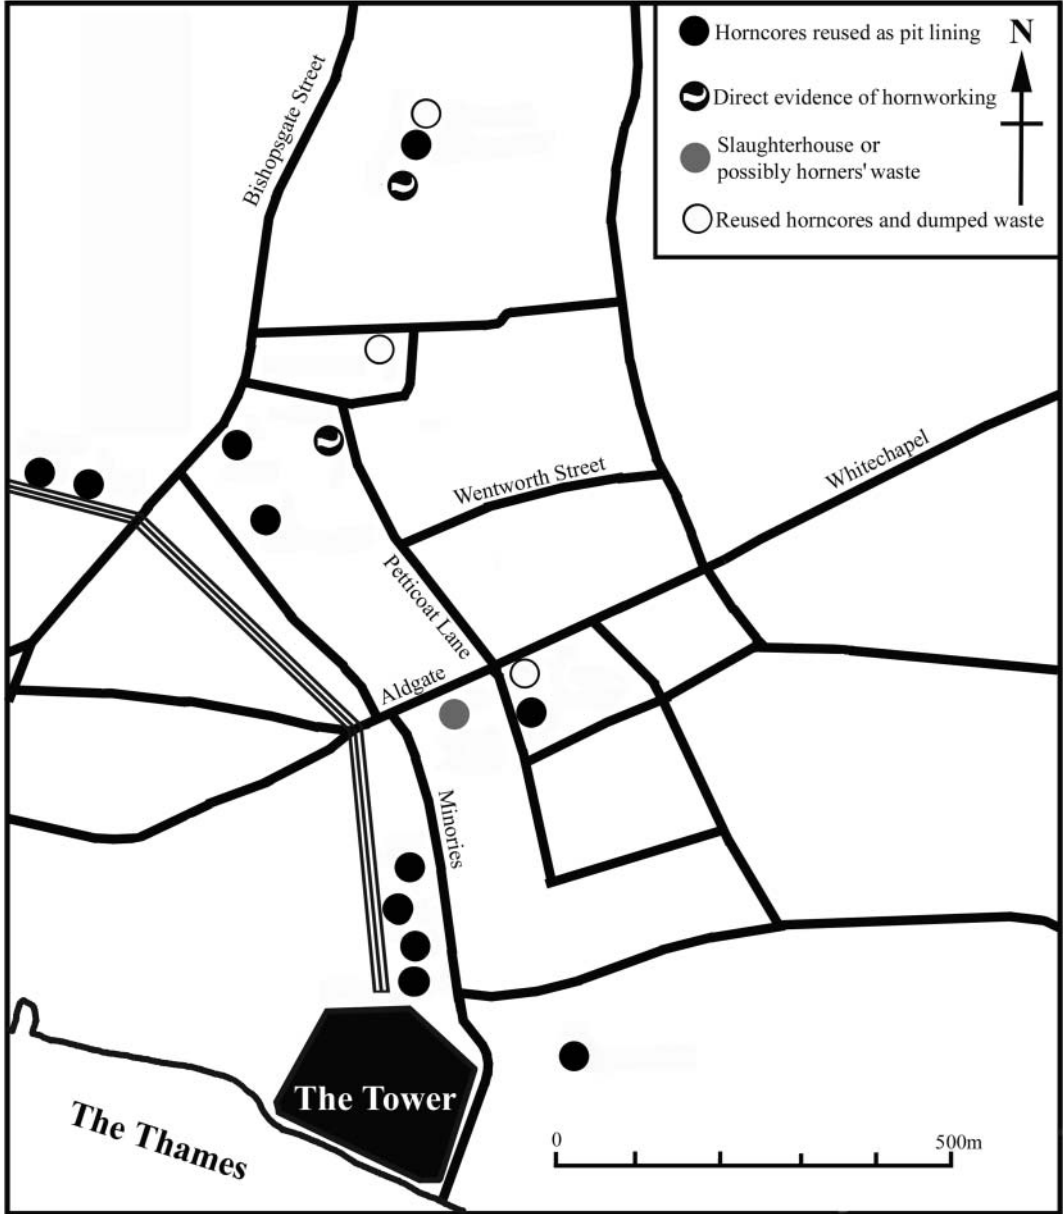 Horncores reused as pit lining
N
Direct evidence of hornworking
Slaughterhouse or
possibly horners' waste
Reused horncores and dumped waste
Bishopsgate Street
Wentworth Street
Whitechapel
Petticoat Lane
Aldgate
Minories
The Tower
The Thames
0
500m